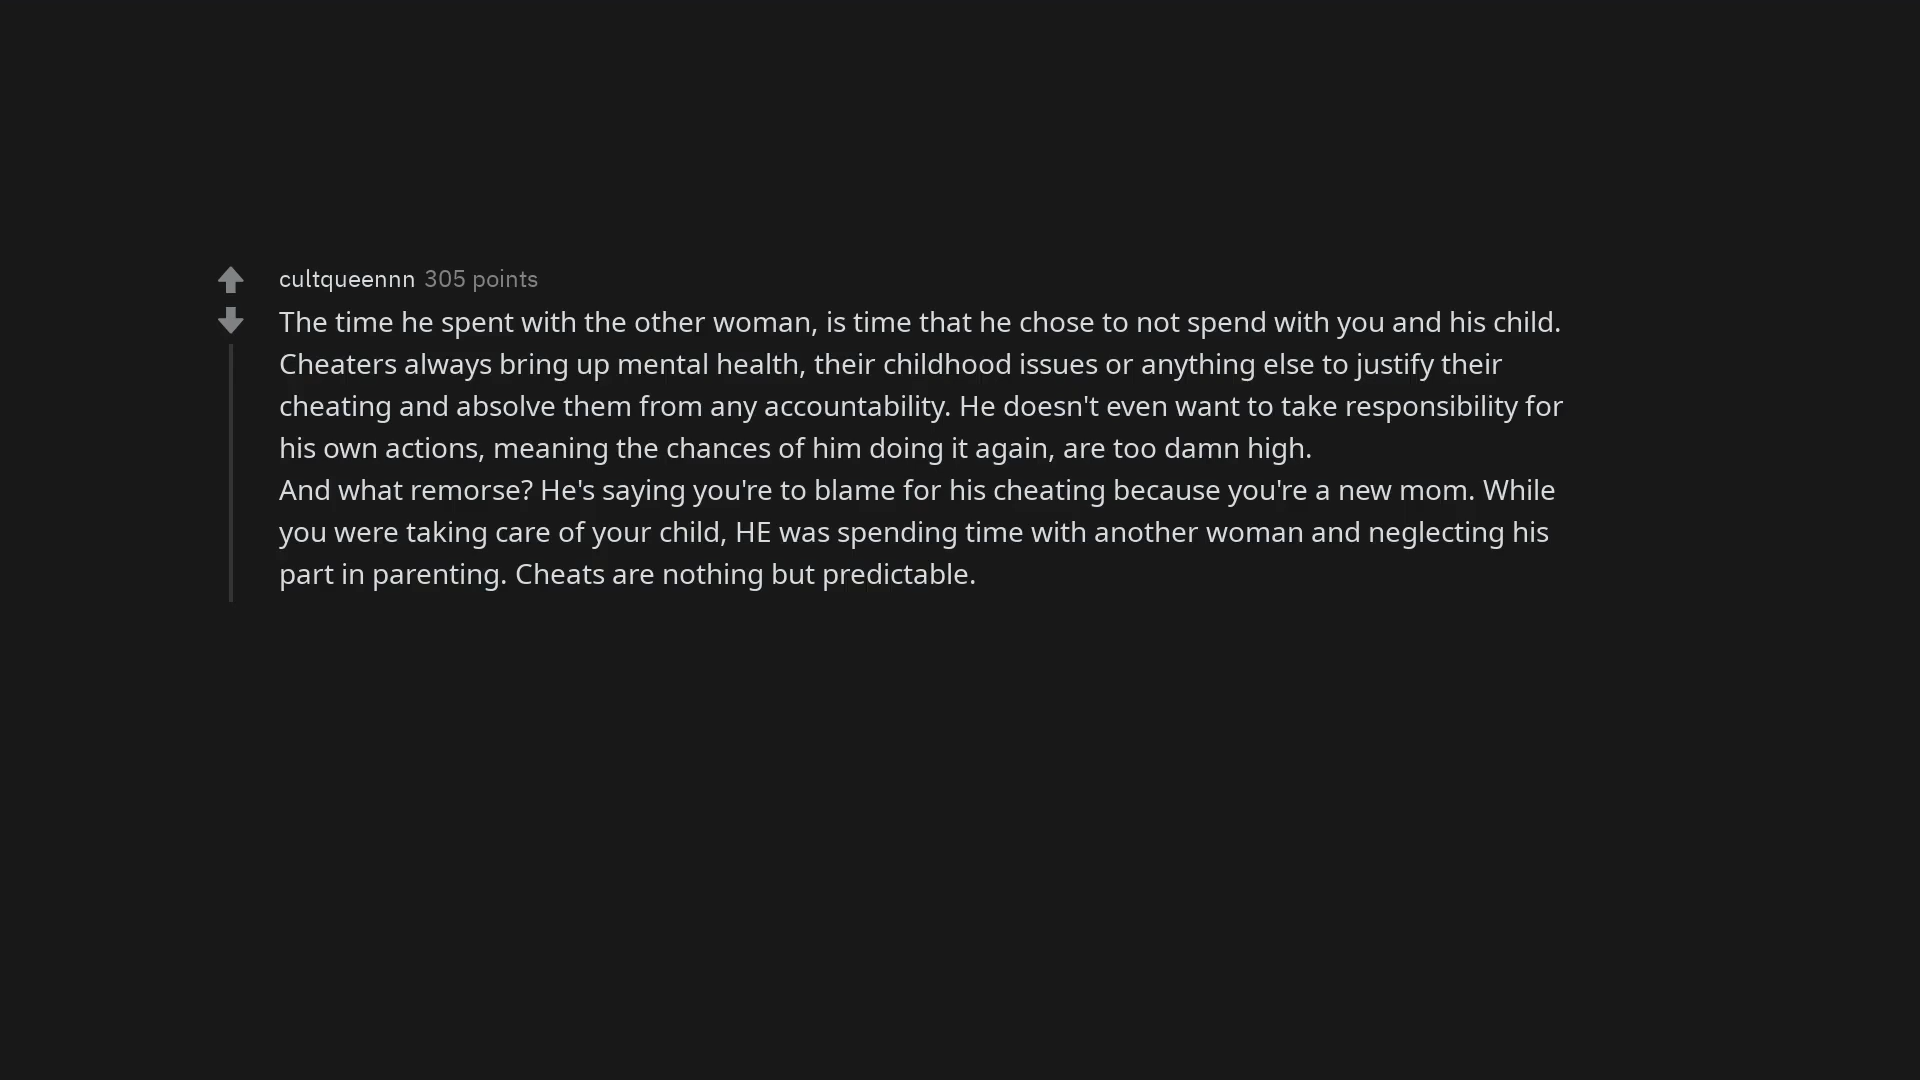 cultqueennn 305 points
The time he spent with the other woman, is time that he chose to not spend with you and his child.
Cheaters always bring up mental health, their childhood issues or anything else to justify their
cheating and absolve them from any accountability. He doesn't even want to take responsibility for
his own actions, meaning the chances of him doing it again, are too damn high.
And what remorse? He's saying you're to blame for his cheating because you're a new mom. While
you were taking care of your child, HE was spending time with another woman and neglecting his
part in parenting. Cheats are nothing but predictable.